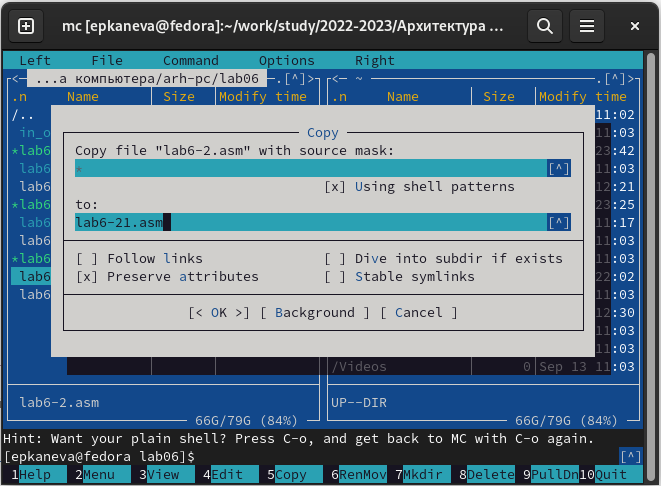 mc [epkaneva@fedora]:~/work/study/2022-2023/Архитектура ...
Left File Command Options Right
<─ ...а компьютера/arh-pc/lab06 ─.[^]> <─ ~ ─.[^]>
.n Name Size Modify time .n Name Size Modify time
/.. 11:02
in_o 11:03
*lab6 23:42
lab6 11:03
lab6 12:21
*lab6 23:25
lab6 11:17
lab6 11:03
*lab6 11:03
lab6 22:02
lab6 11:03
12:30
11:03
11:03
/Videos 0 Sep 13 11:03
Copy
Copy file "lab6-2.asm" with source mask:
* [^]
[x] Using shell patterns
to:
lab6-21.asm [^]
[ ] Follow links [ ] Dive into subdir if exists
[x] Preserve attributes [ ] Stable symlinks
[< OK >] [ Background ] [ Cancel ]
lab6-2.asm UP--DIR
66G/79G (84%) 66G/79G (84%)
Hint: Want your plain shell? Press C-o, and get back to MC with C-o again.
[epkaneva@fedora lab06]$ [^]
1Help 2Menu 3View 4Edit 5Copy 6RenMov 7Mkdir 8Delete 9PullDn 10Quit